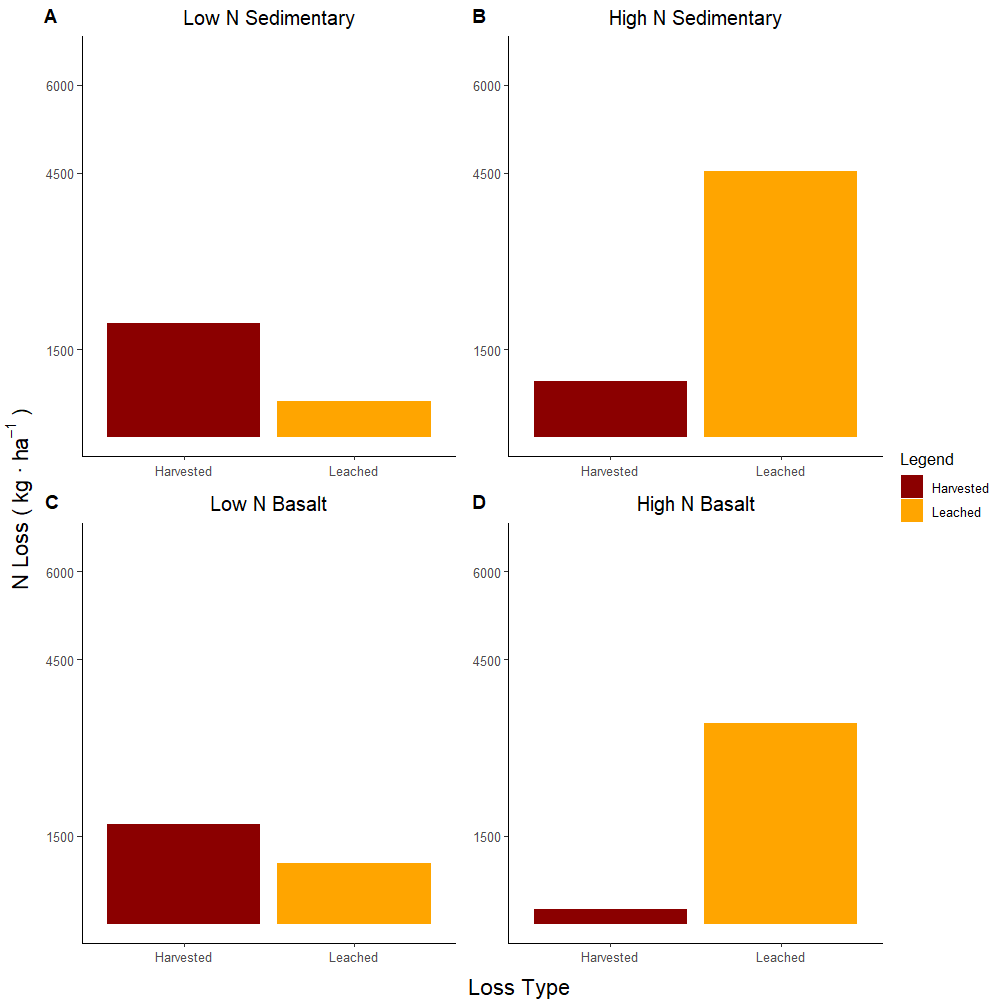 A
Low N Sedimentary
B
High N Sedimentary
6000
4500
1500
Harvested
Leached
6000
4500
1500
Harvested
Leached
N Loss ( kg · ha⁻¹ )
Legend
Harvested
Leached
C
Low N Basalt
D
High N Basalt
6000
4500
1500
Harvested
Leached
6000
4500
1500
Harvested
Leached
Loss Type